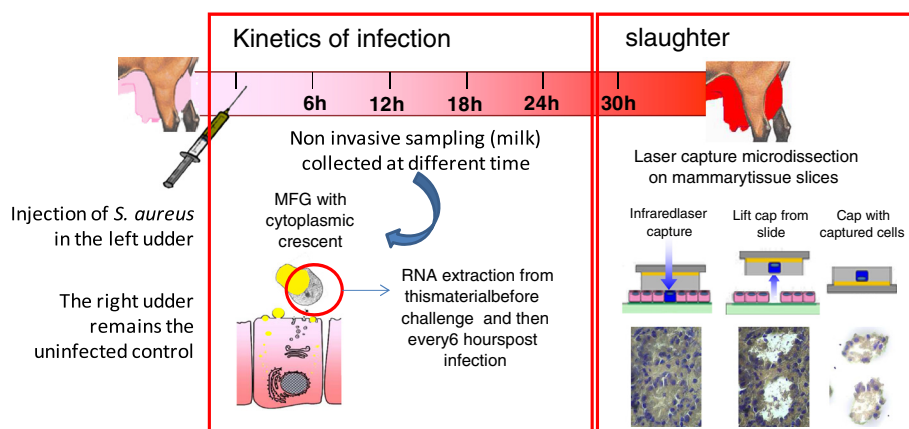 Kinetics of infection
slaughter
6h
12h
18h
24h
30h
Non invasive sampling (milk)
collected at different time
Injection of S. aureus
in the left udder
The right udder
remains the
uninfected control
MFG with
cytoplasmic
crescent
RNA extraction from
thismaterialbefore
challenge and then
every6 hourspost
infection
Laser capture microdissection
on mammarytissue slices
Infraredlaser
capture
Lift cap from
slide
Cap with
captured cells